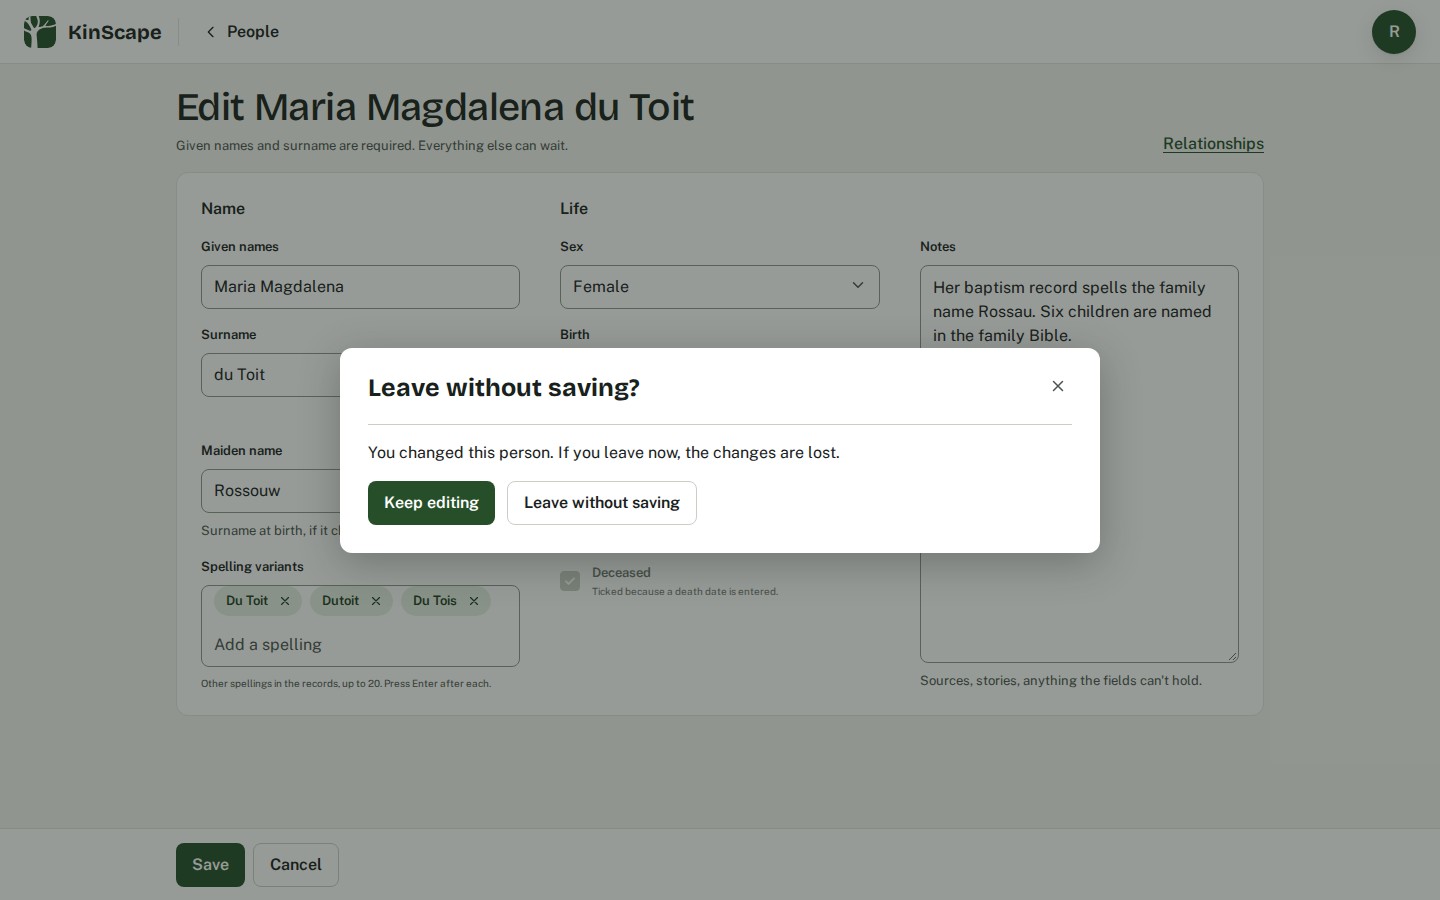 KinScape
People
R
Edit Maria Magdalena du Toit
Given names and surname are required. Everything else can wait.
Relationships
Name
Life
Given names
Sex
Notes
Maria Magdalena
Female
Her baptism record spells the family
name Rossau. Six children are named
in the family Bible.
Surname
Birth
du Toit
Leave without saving?
You changed this person. If you leave now, the changes are lost.
Keep editing
Leave without saving
Maiden name
Rossouw
Surname at birth, if it
Spelling variants
Du Toit
Dutoit
Du Tois
Add a spelling
Other spellings in the records, up to 20. Press Enter after each.
Deceased
Ticked because a death date is entered.
Sources, stories, anything the fields can't hold.
Save
Cancel